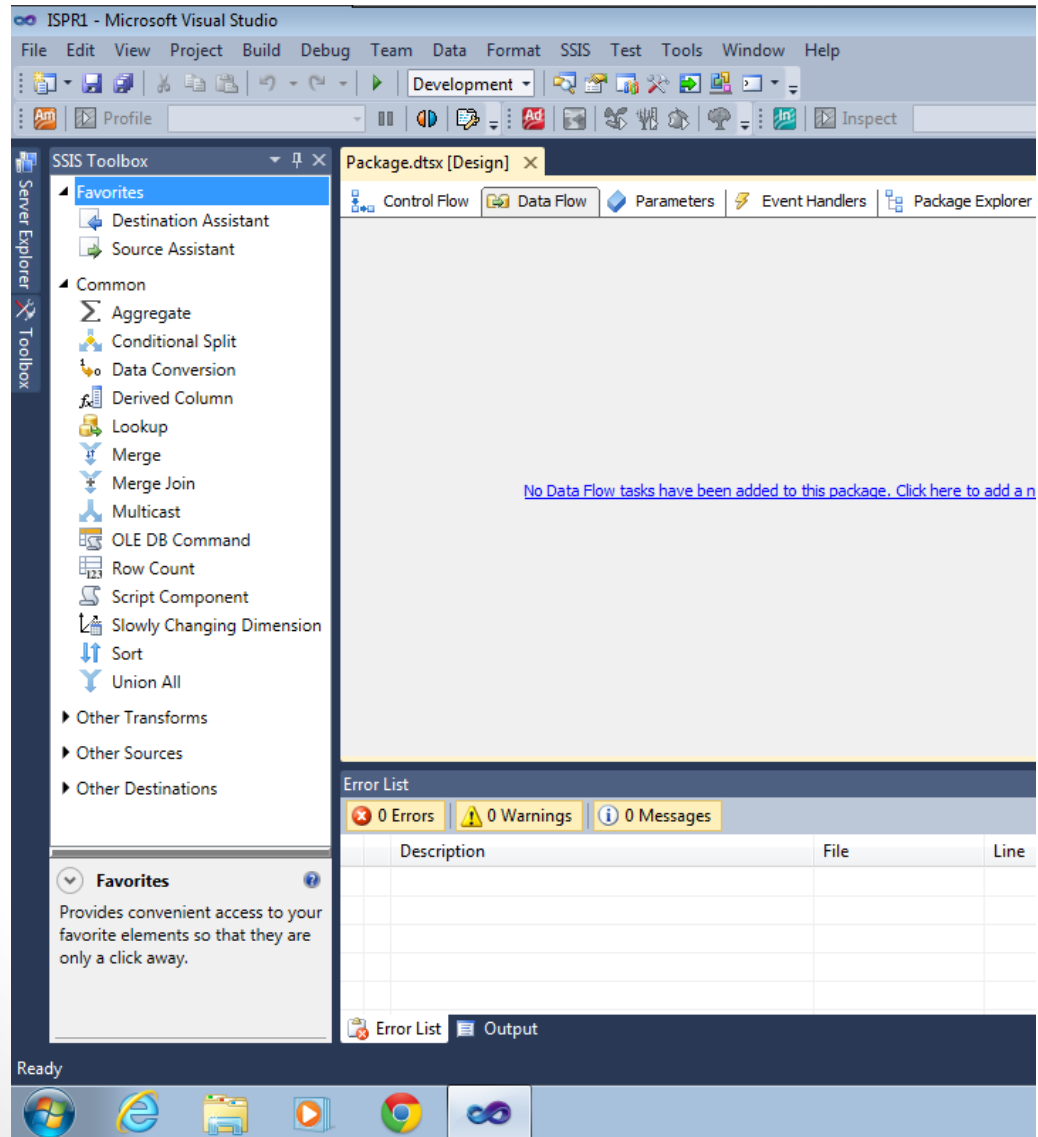 ISPR1 - Microsoft Visual Studio
File Edit View Project Build Debug Team Data Format SSIS Test Tools Window Help
Development
Am Profile Ad Inspect
Server Explorer
Toolbox
SSIS Toolbox
Favorites
Destination Assistant
Source Assistant
Common
Aggregate
Conditional Split
Data Conversion
Derived Column
Lookup
Merge
Merge Join
Multicast
OLE DB Command
Row Count
Script Component
Slowly Changing Dimension
Sort
Union All
Other Transforms
Other Sources
Other Destinations
Favorites
Provides convenient access to your
favorite elements so that they are
only a click away.
Package.dtsx [Design]
Control Flow Data Flow Parameters Event Handlers Package Explorer
No Data Flow tasks have been added to this package. Click here to add a n
Error List
0 Errors 0 Warnings 0 Messages
Description File Line
Error List Output
Ready